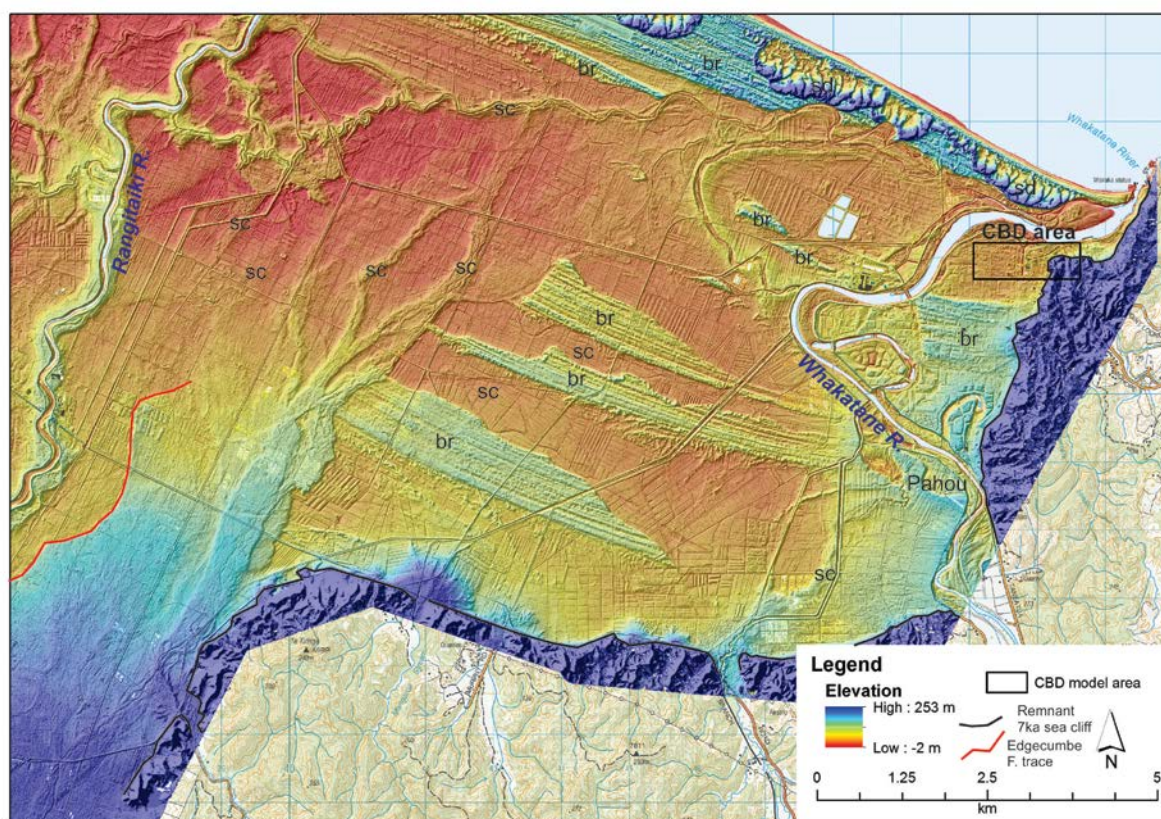 br
br
sd
sc
Whakatane River
sd
CBD area
br
br
Rangitaiki R.
sc
sc
sc
sc
br
sc
br
sc
br
br
Whakatane R.
Pahou
sc
Legend
Elevation
High : 253 m
Low : -2 m
CBD model area
Remnant
7ka sea cliff
Edgecumbe
F. trace
N
0 1.25 2.5 5
km